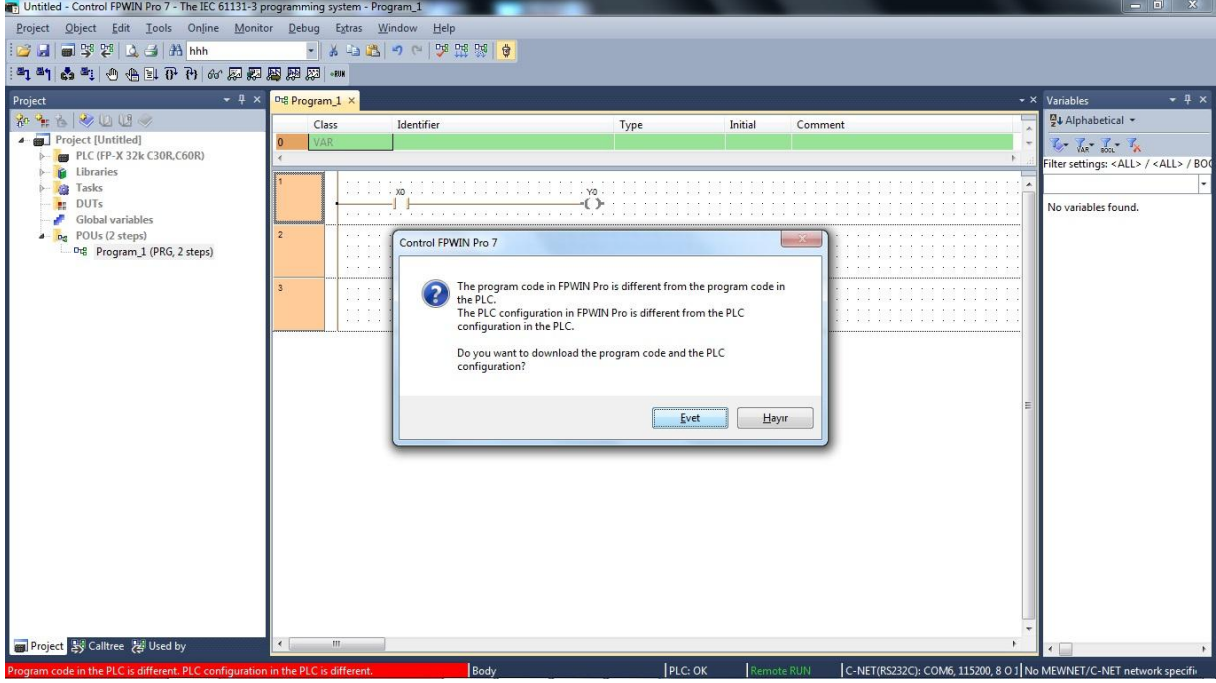 Untitled - Control FPWIN Pro 7 - The IEC 61131-3 programming system - Program_1
Project Object Edit Tools Online Monitor Debug Extras Window Help
hhh
RUN
Project
Program_1
Variables
Class Identifier Type Initial Comment
0 VAR
Alphabetical
VAR BOOL
Filter settings: <ALL> / <ALL> / BOO
No variables found.
Project [Untitled]
PLC (FP-X 32k C30R,C60R)
Libraries
Tasks
DUTs
Global variables
POUs (2 steps)
Program_1 (PRG, 2 steps)
1
X0 Y0
2
3
Control FPWIN Pro 7
The program code in FPWIN Pro is different from the program code in
the PLC.
The PLC configuration in FPWIN Pro is different from the PLC
configuration in the PLC.
Do you want to download the program code and the PLC
configuration?
Evet Hayır
Project Calltree Used by
Program code in the PLC is different. PLC configuration in the PLC is different. Body PLC: OK Remote RUN C-NET(RS232C): COM6, 115200, 8 O 1 No MEWNET/C-NET network specifi